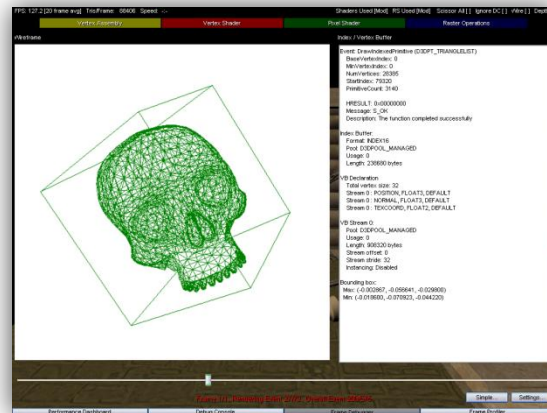 FPS: 127.2 [20 frame avg] Tris/Frame: 68406 Speed: -.-
Shaders Used [] RS Used [] Scissor All [] Ignore DC [] Wire [] Depth
Vertex Assembly
Vertex Shader
Pixel Shader
Raster Operations
Wireframe
Index / Vertex Buffer
Event: DrawIndexedPrimitive (D3DPT_TRIANGLELIST)
BaseVertexIndex: 0
MinVertexIndex: 0
NumVertices: 28385
StartIndex: 79320
PrimitiveCount: 3140
HRESULT: 0x00000000
Message: S_OK
Description: The function completed successfully
Index Buffer:
Format: INDEX16
Pool: D3DPOOL_MANAGED
Usage: 0
Length: 238680 bytes
VB Declaration
Total vertex size: 32
Stream 0: POSITION, FLOAT3, DEFAULT
Stream 0: NORMAL, FLOAT3, DEFAULT
Stream 0: TEXCOORD, FLOAT2, DEFAULT
VB Stream 0:
Pool: D3DPOOL_MANAGED
Usage: 0
Length: 908320 bytes
Stream offset: 0
Stream stride: 32
Instancing: Disabled
Bounding box:
Max: (-0.002867, -0.056641, -0.029800)
Min: (-0.018680, -0.070923, -0.044220)
Simple...
Settings...
Performance Dashboard
Debug Console
Frame Debugger
Frame Profiler